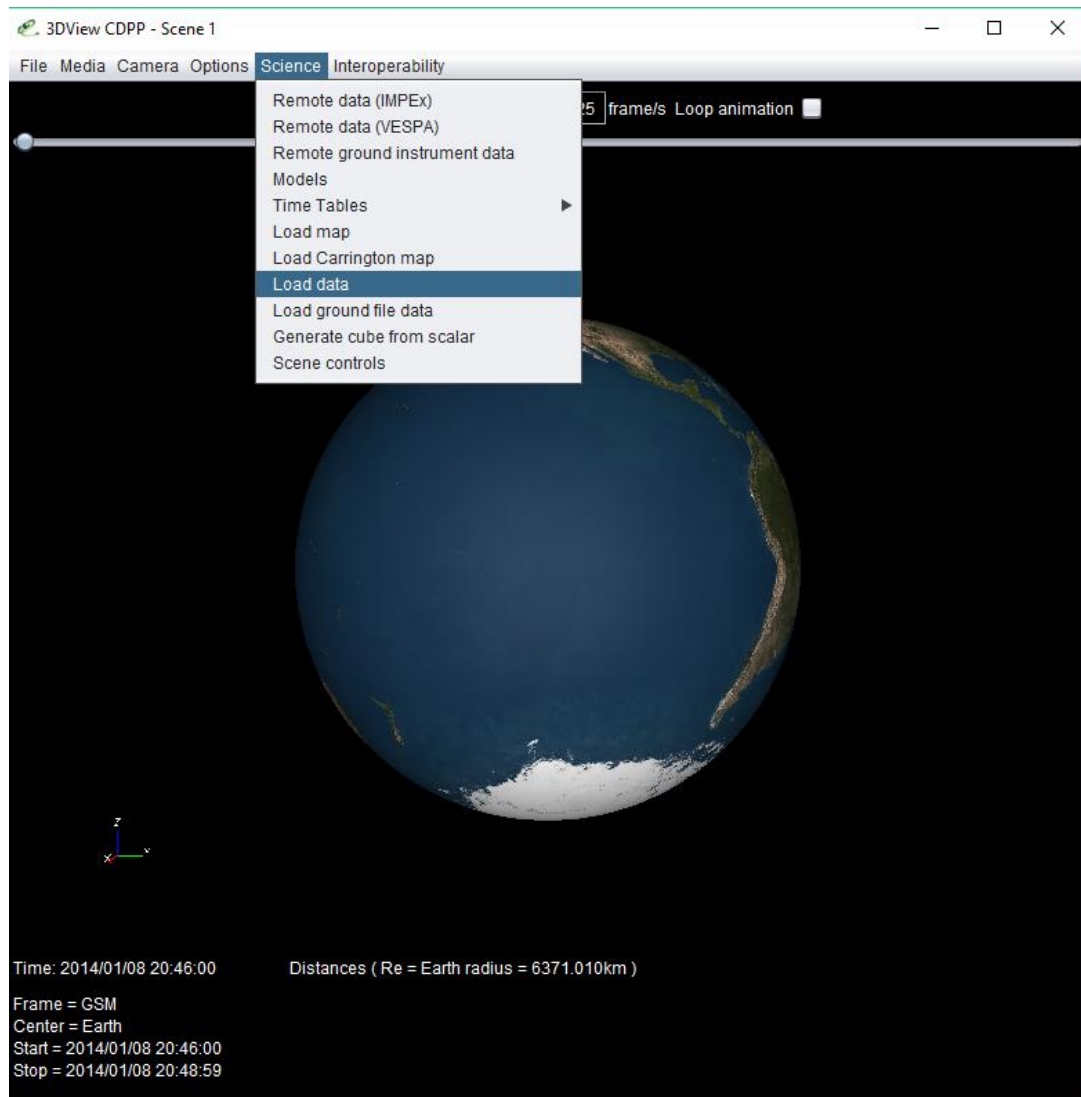 3DView CDPP - Scene 1
File Media Camera Options Science Interoperability
5 frame/s Loop animation
Remote data (IMPEx)
Remote data (VESPA)
Remote ground instrument data
Models
Time Tables
Load map
Load Carrington map
Load data
Load ground file data
Generate cube from scalar
Scene controls
Z
X
Time: 2014/01/08 20:46:00 Distances ( Re = Earth radius = 6371.010km )
Frame = GSM
Center = Earth
Start = 2014/01/08 20:46:00
Stop = 2014/01/08 20:48:59